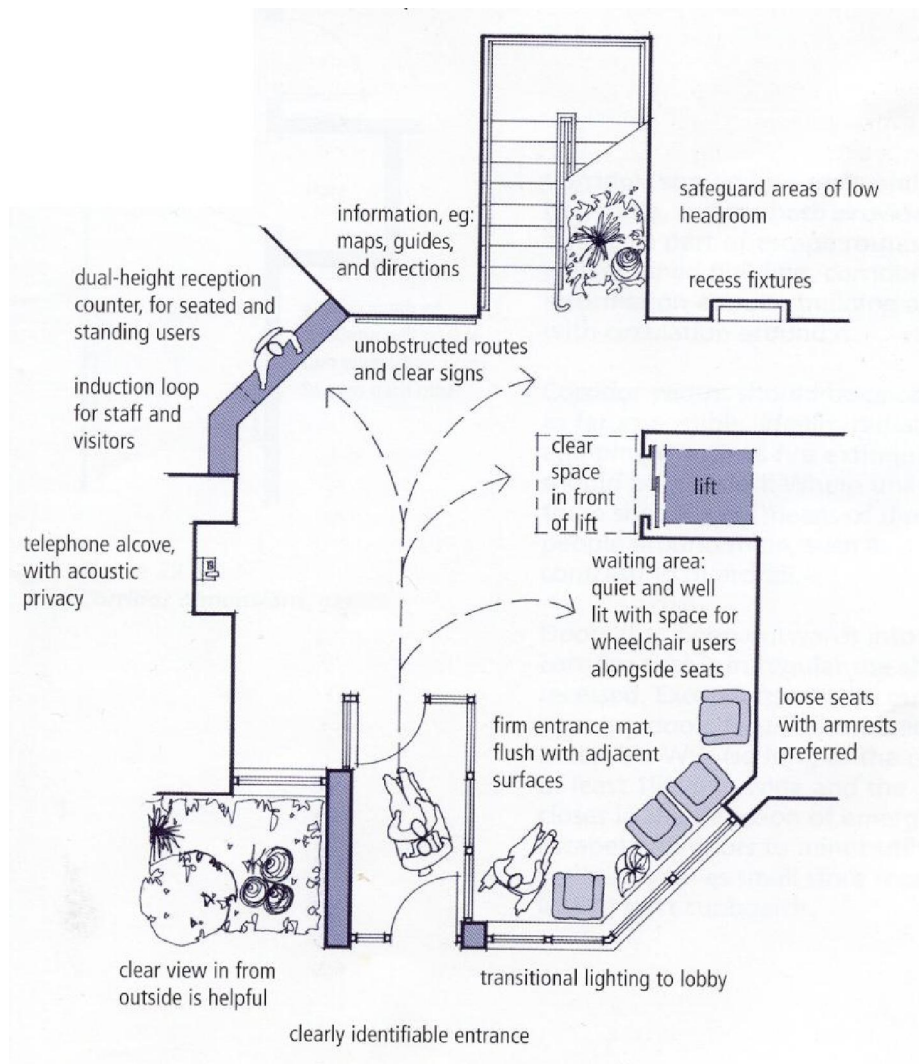 information, eg:
maps, guides,
and directions
safeguard areas of low
headroom
dual-height reception
counter, for seated and
standing users
recess fixtures
unobstructed routes
and clear signs
induction loop
for staff and
visitors
clear
space
in front
of lift
lift
telephone alcove,
with acoustic
privacy
waiting area:
quiet and well
lit with space for
wheelchair users
alongside seats
loose seats
with armrests
preferred
firm entrance mat,
flush with adjacent
surfaces
clear view in from
outside is helpful
transitional lighting to lobby
clearly identifiable entrance